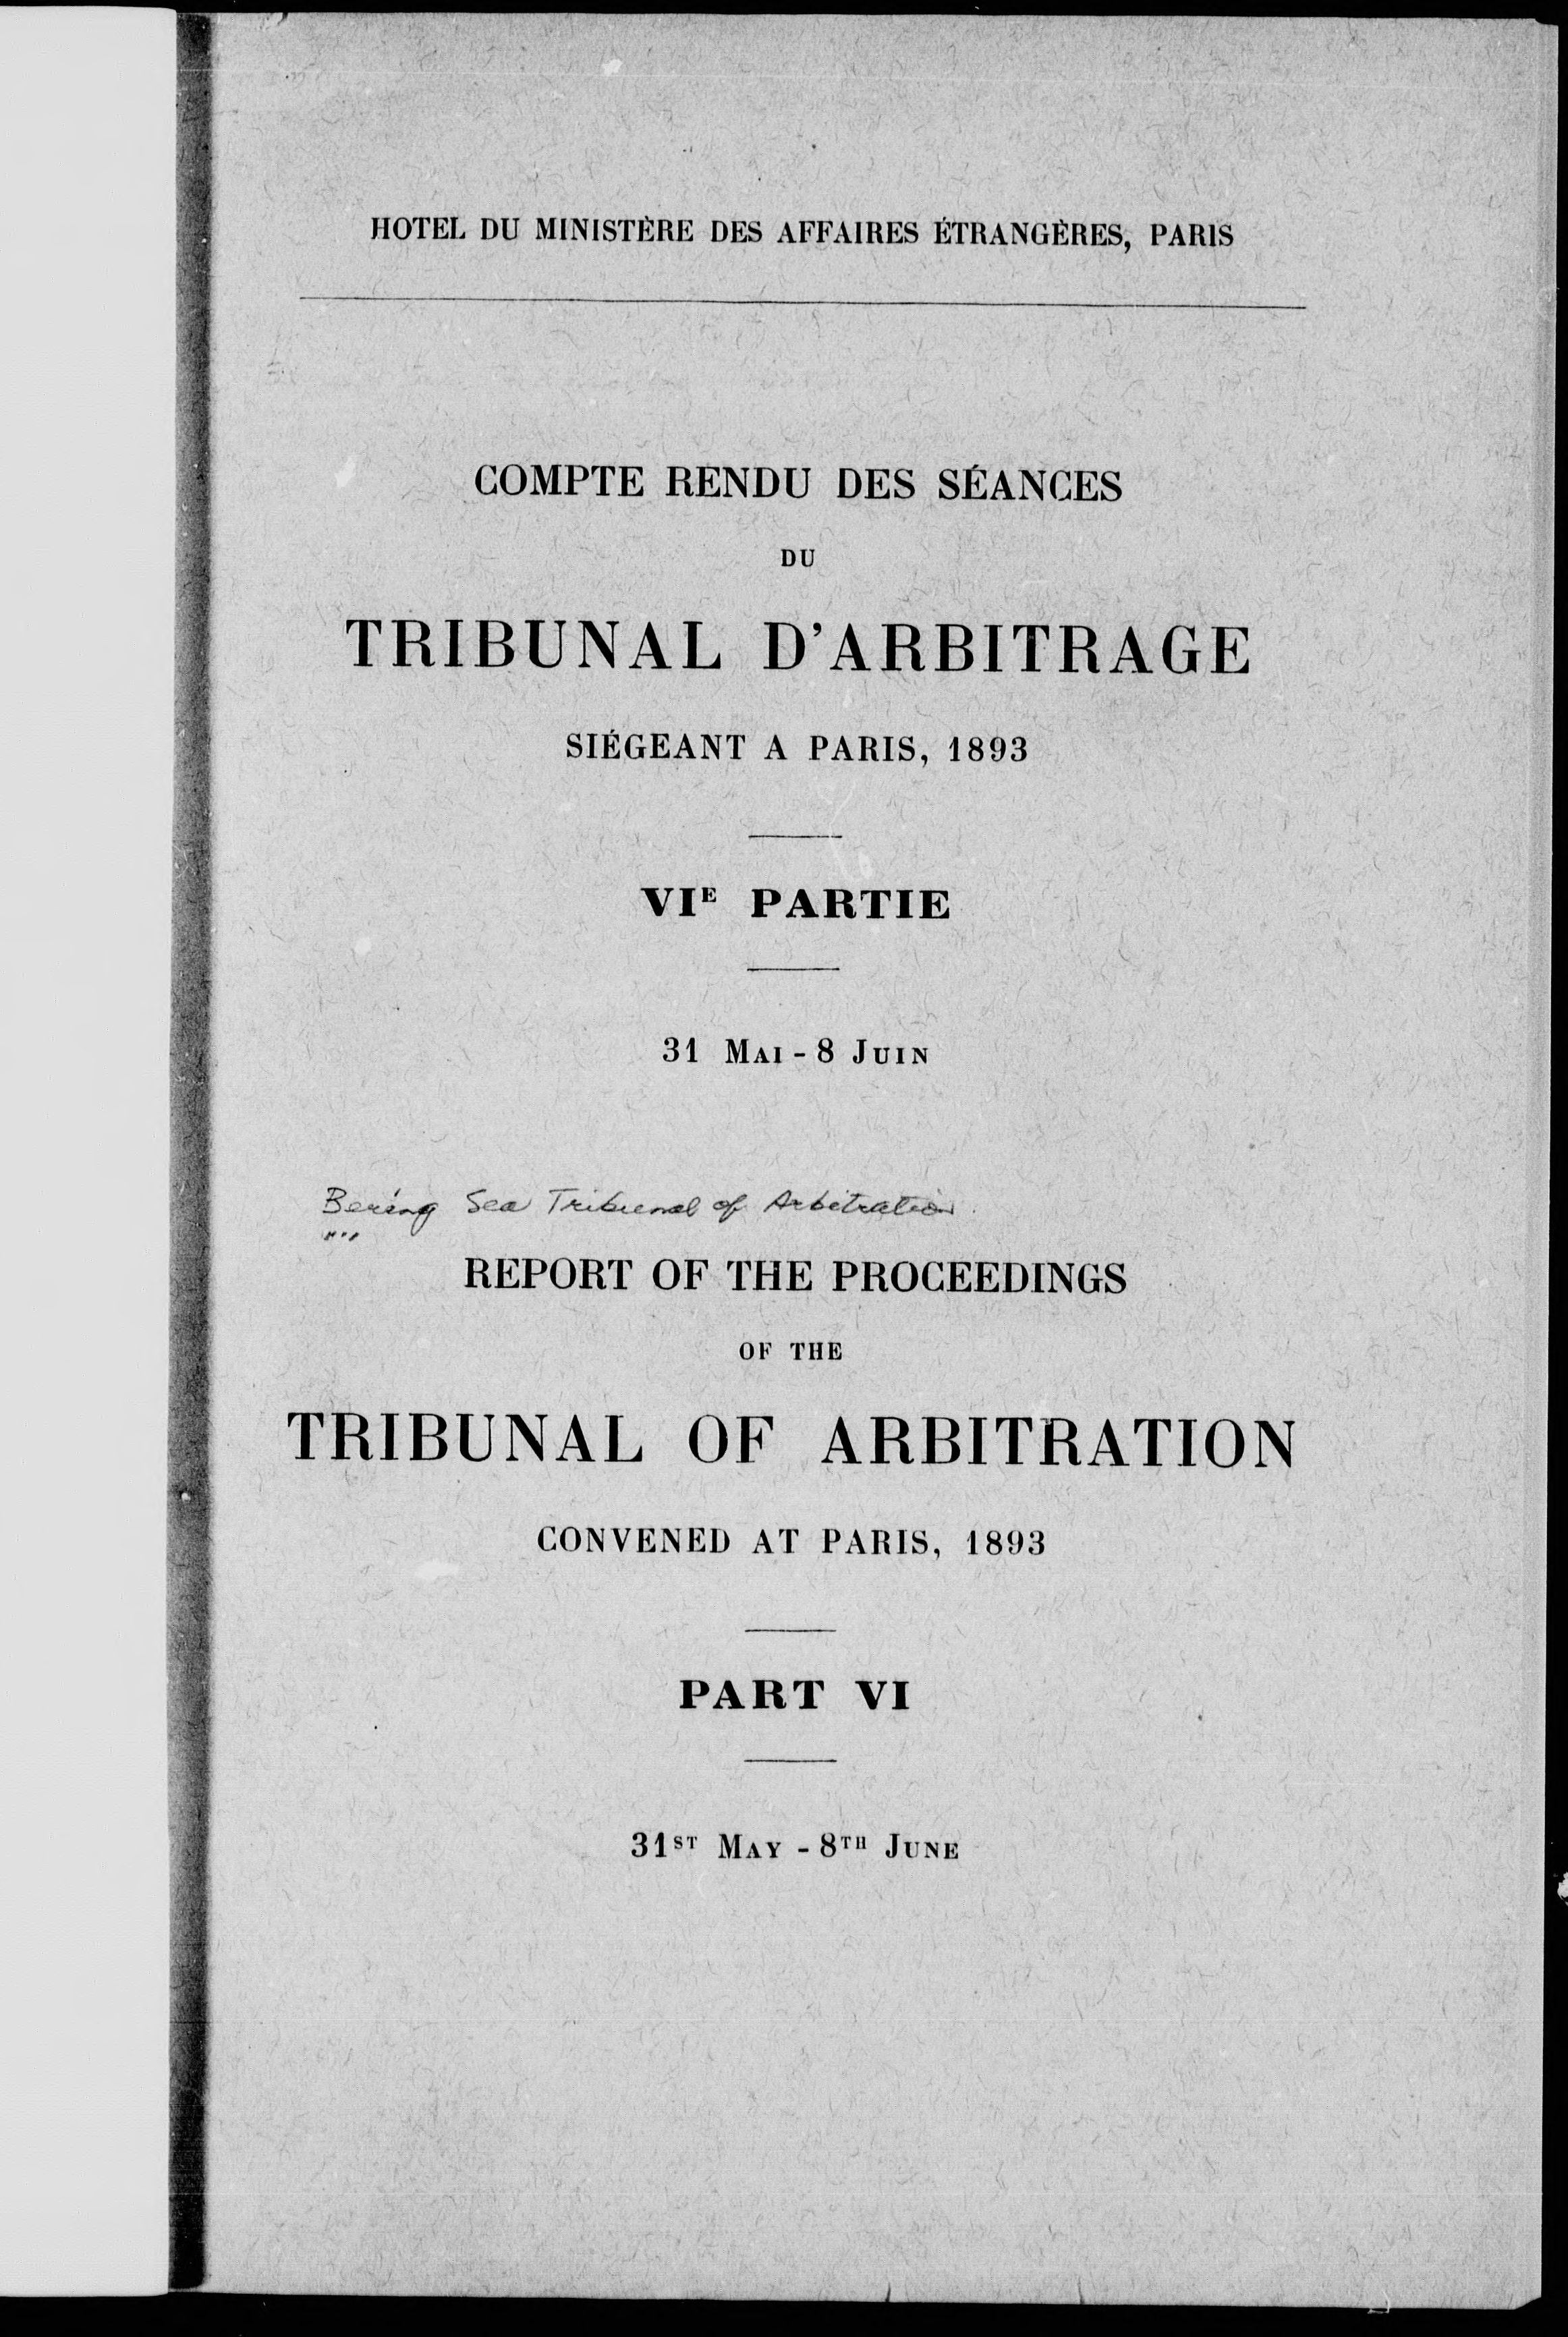 HOTEL DU MINISTÈRE DES AFFAIRES ÉTRANGÈRES, PARIS
COMPTE RENDU DES SÉANCES
DU
TRIBUNAL D'ARBITRAGE
SIÉGEANT A PARIS, 1893
VIE PARTIE
31 MAI - 8 JUIN
Bering Sea Tribunal of Arbitration.
REPORT OF THE PROCEEDINGS
OF THE
TRIBUNAL OF ARBITRATION
CONVENED AT PARIS, 1893
PART VI
31ST MAY - 8TH JUNE